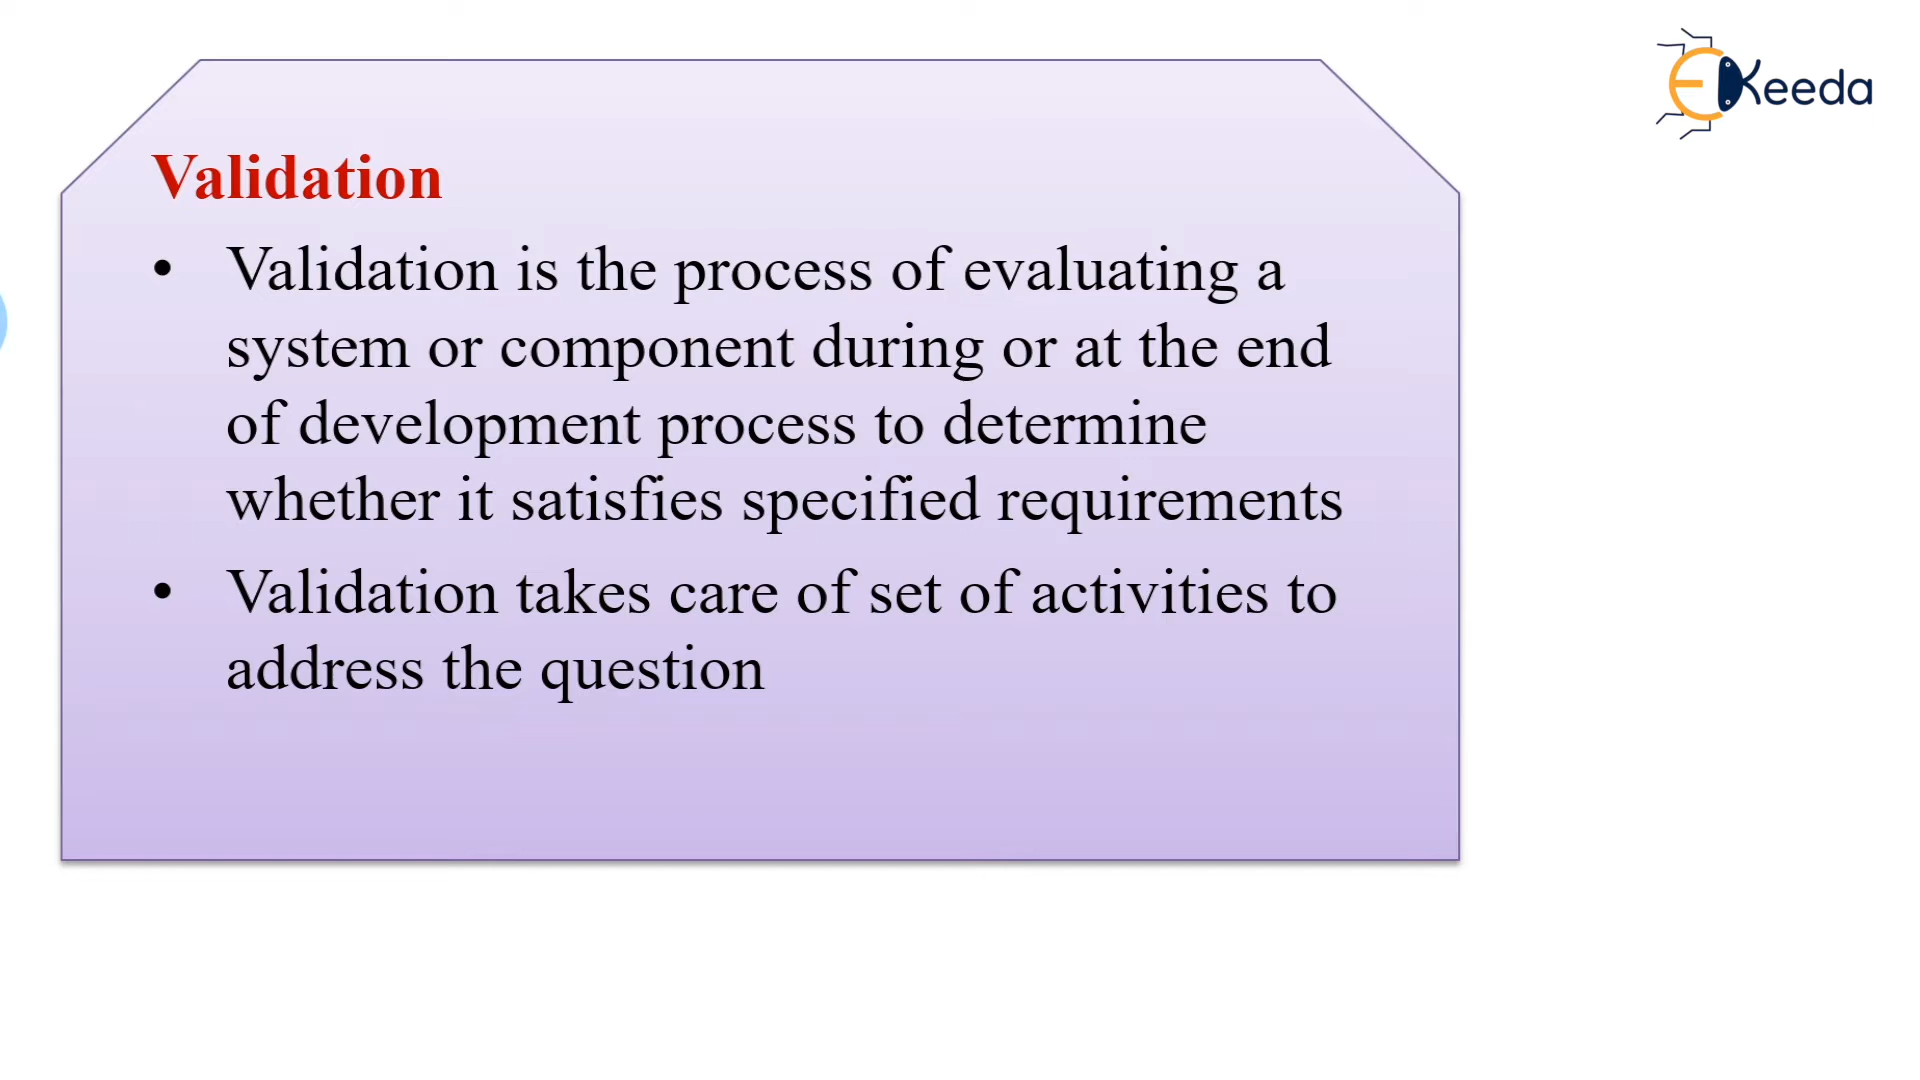 EKeeda
Validation
• Validation is the process of evaluating a
system or component during or at the end
of development process to determine
whether it satisfies specified requirements
• Validation takes care of set of activities to
address the question